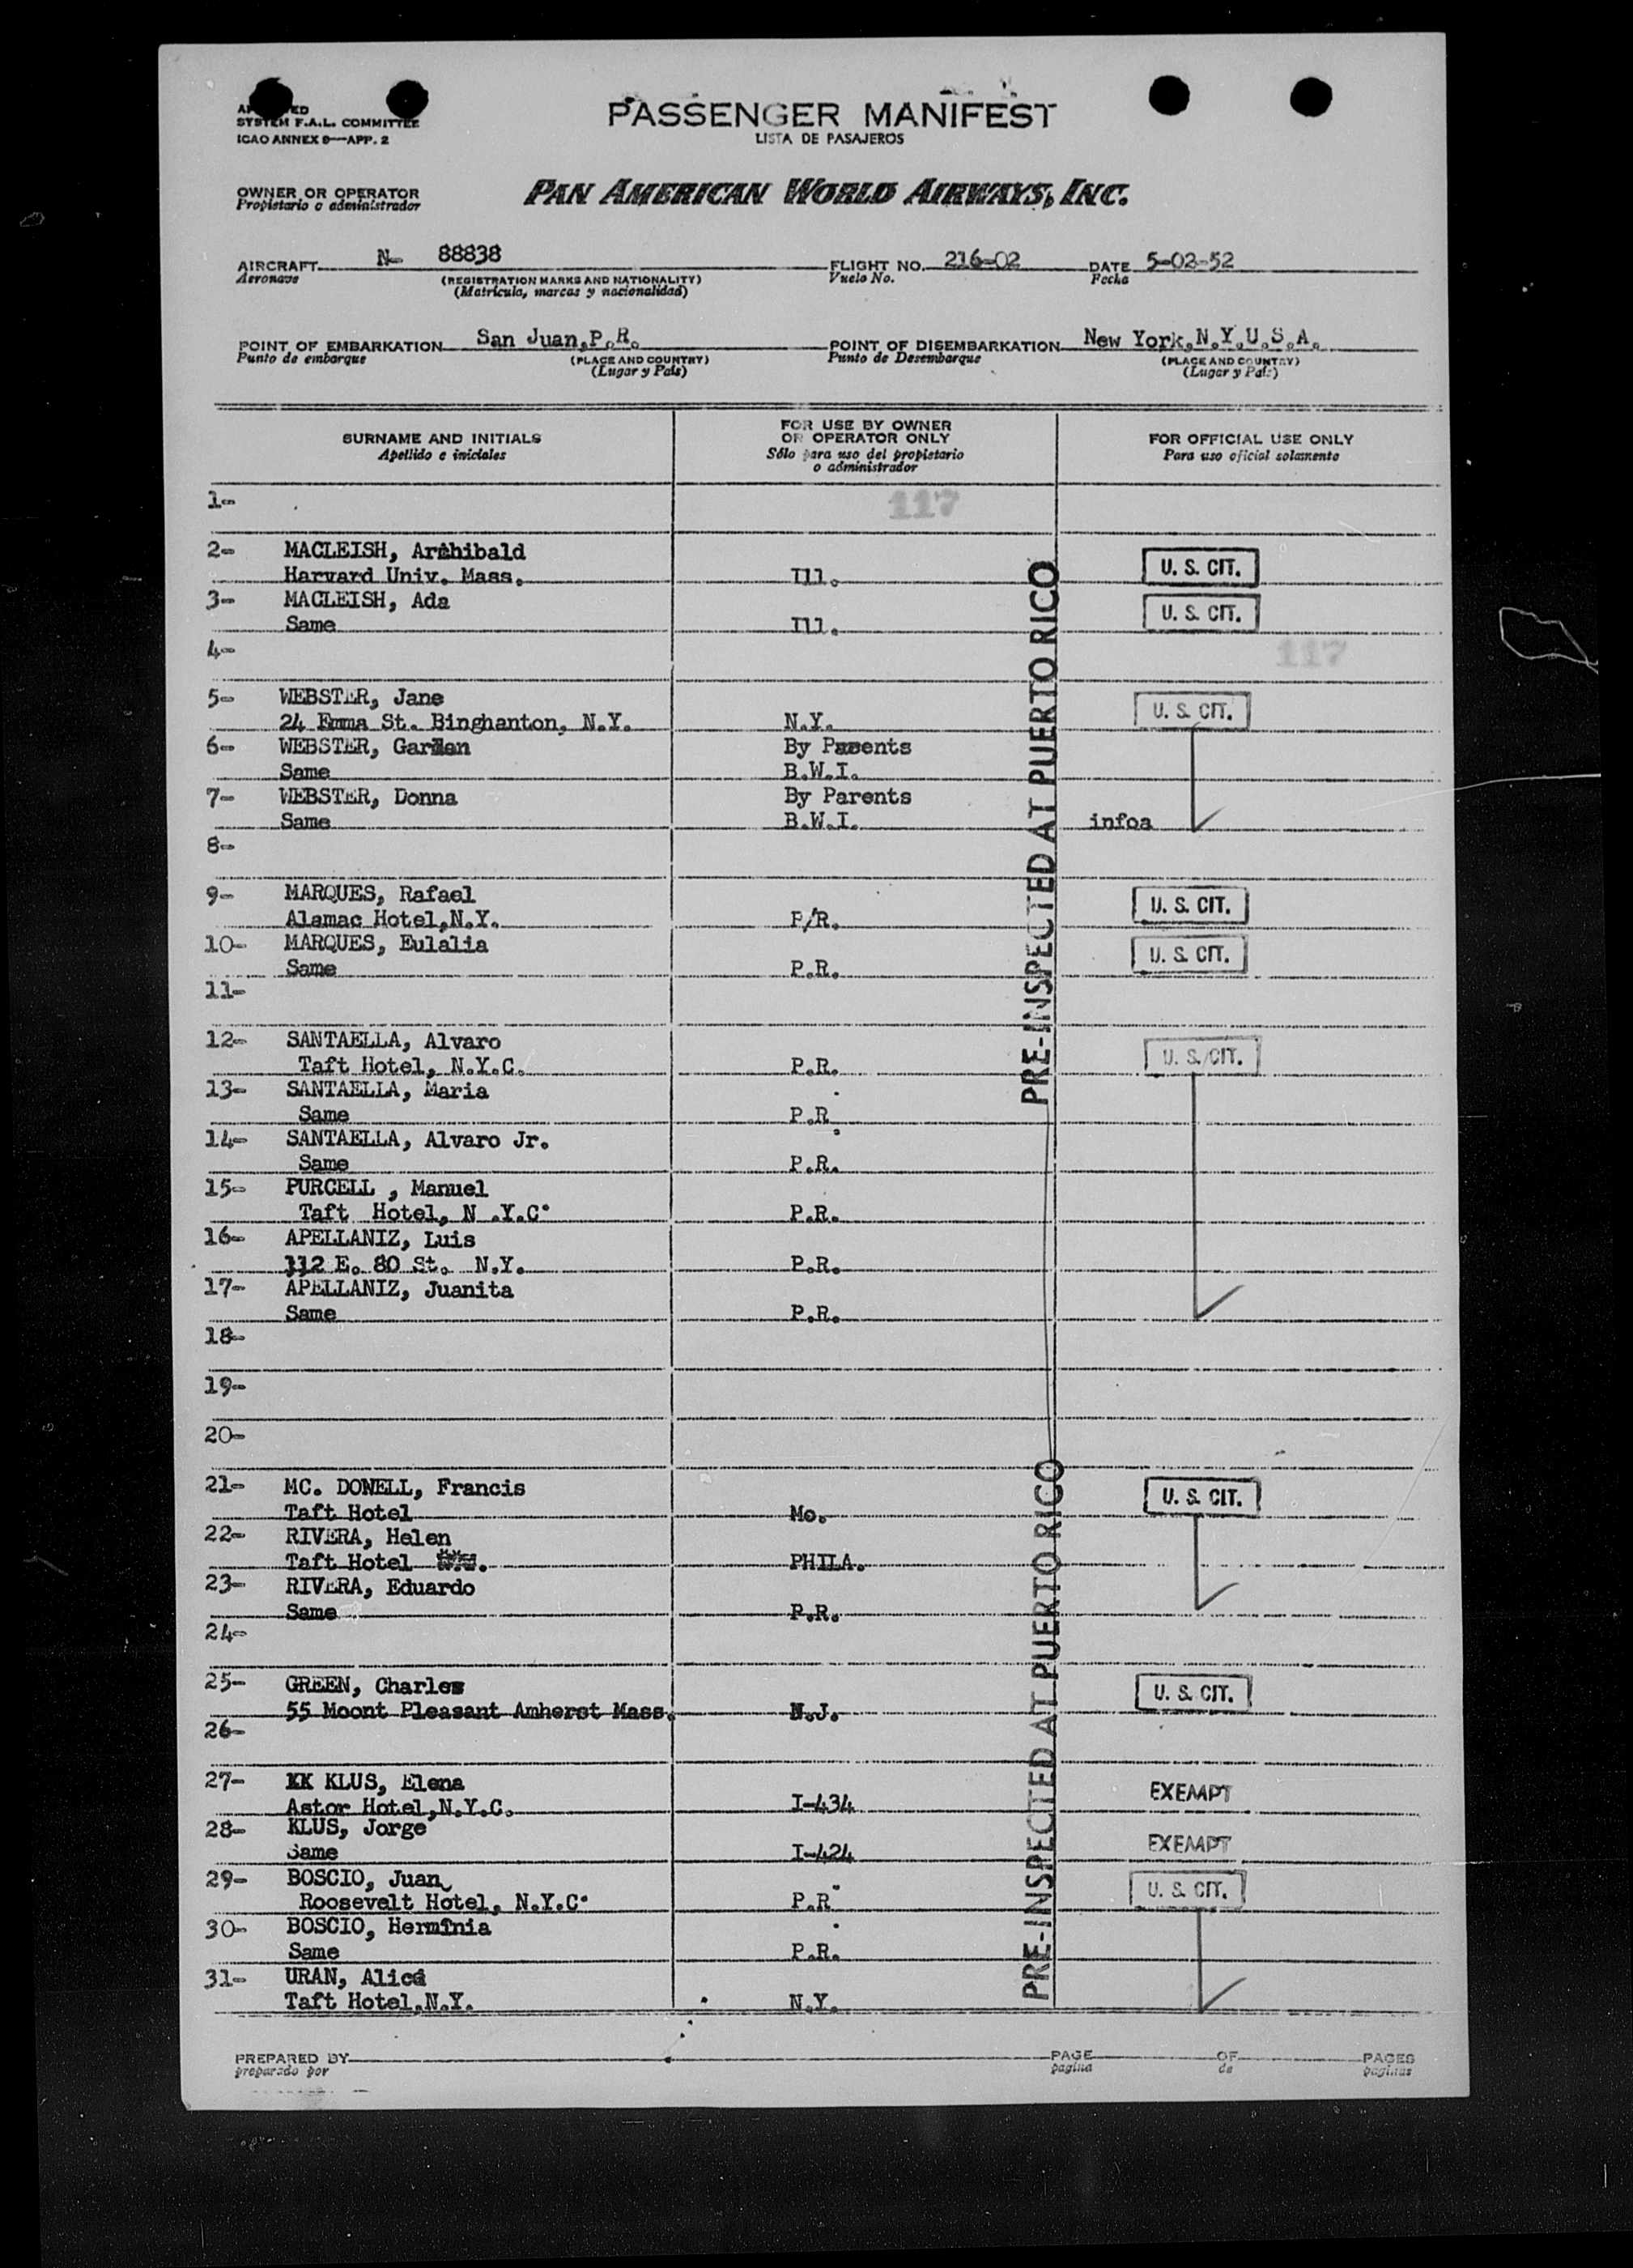 AP ED
SYSTEM F.A.L. COMMITTEE
ICAO ANNEX 9—APP. 2
PASSENGER MANIFEST
LISTA DE PASAJEROS
OWNER OR OPERATOR
Propietario o administrador
PAN AMERICAN WORLD AIRWAYS, INC.
AIRCRAFT N- 88838 FLIGHT NO. 216-02 DATE 5-02-52
Aeronave (REGISTRATION MARKS AND NATIONALITY) Vuelo No. Fecha
(Matrícula, marcas y nacionalidad)
POINT OF EMBARKATION San Juan,P.R. POINT OF DISEMBARKATION New York,N.Y.U.S.A.
Punto de embarque (PLACE AND COUNTRY) Punto de Desembarque (PLACE AND COUNTRY)
(Lugar y País) (Lugar y País)
SURNAME AND INITIALS
Apellido e iniciales
FOR USE BY OWNER
OR OPERATOR ONLY
Sólo para uso del propietario
o administrador
FOR OFFICIAL USE ONLY
Para uso oficial solamente
1- 117
2- MACLEISH, Archibald U. S. CIT.
Harvard Univ. Mass. Ill.
3- MACLEISH, Ada U. S. CIT.
Same Ill.
4- 117
5- WEBSTER, Jane U. S. CIT.
24 Emma St. Binghanton, N.Y. N.Y.
6- WEBSTER, By Parents
Same B.W.I.
7- WEBSTER, Donna By Parents
Same B.W.I. infos
8-
9- MARQUES, Rafael U. S. CIT.
Alamac Hotel,N.Y. P/R.
10- MARQUES, Eulalia U. S. CIT.
Same P.R.
11-
12- SANTAELLA, Alvaro U. S. CIT.
Taft Hotel, N.Y.C. P.R.
13- SANTAELLA, Maria
Same P.R.
14- SANTAELLA, Alvaro Jr.
Same P.R.
15- PURCELL , Manuel
Taft Hotel, N .Y.C. P.R.
16- APELLANIZ, Luis
112 E. 80 St. N.Y. P.R.
17- APELLANIZ, Juanita
Same P.R.
18-
19-
20-
21- MC. DONELL, Francis U. S. CIT.
Taft Hotel Mo.
22- RIVERA, Helen
Taft Hotel PHILA.
23- RIVERA, Eduardo
Same P.R.
24-
25- GREEN, Charles U. S. CIT.
55 Moont Pleasant Amherst Mass. N.J.
26-
27- KK KLUS, Elena EXEMPT
Astor Hotel,N.Y.C. I-434
28- KLUS, Jorge EXEMPT
Same I-424
29- BOSCIO, Juan U. S. CIT.
Roosevelt Hotel, N.Y.C. P.R.
30- BOSCIO, Herminia
Same P.R.
31- URAN, Alice
Taft Hotel,N.Y. N.Y.
PRE-INSPECTED AT PUERTO RICO
PRE-INSPECTED AT PUERTO RICO
PREPARED BY PAGE OF PAGES
preparado por pagina de paginas